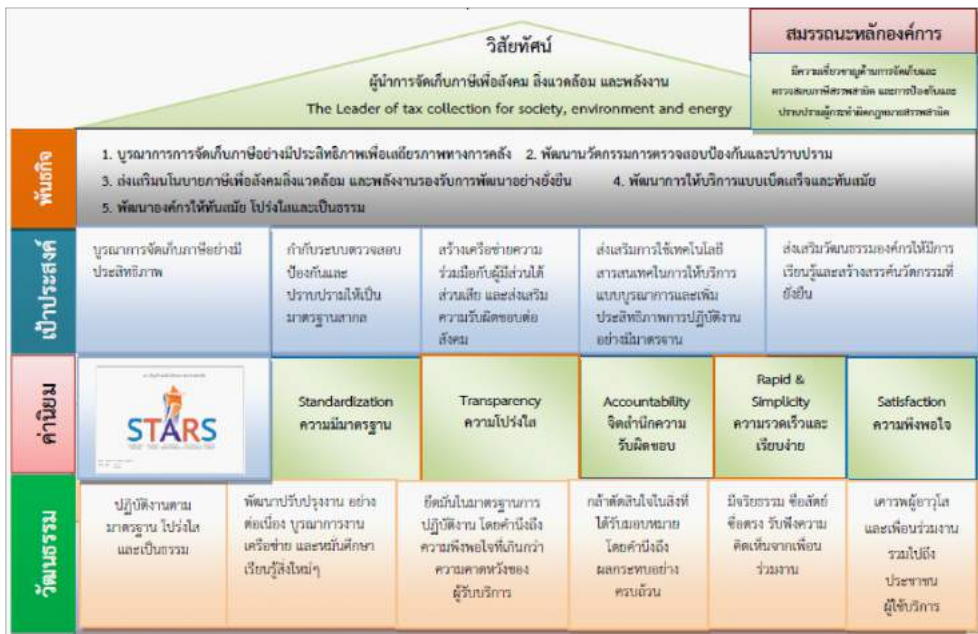 วิสัยทัศน์
ผู้นำการจัดเก็บภาษีเพื่อสังคม สิ่งแวดล้อม และพลังงาน
The Leader of tax collection for society, environment and energy
สมรรถนะหลักองค์การ
มีความเชี่ยวชาญด้านการจัดเก็บและ
ตรวจสอบภาษีสรรพสามิต และการป้องกันและ
ปราบปรามผู้กระทำผิดกฎหมายสรรพสามิต
พันธกิจ
1. บูรณาการการจัดเก็บภาษีอย่างมีประสิทธิภาพเพื่อเสถียรภาพทางการคลัง 2. พัฒนานวัตกรรมการตรวจสอบป้องกันและปราบปราม
3. ส่งเสริมนโนบายภาษีเพื่อสังคมสิ่งแวดล้อม และพลังงานรองรับการพัฒนาอย่างยั่งยืน 4. พัฒนาการให้บริการแบบเบ็ดเสร็จและทันสมัย
5. พัฒนาองค์กรให้ทันสมัย โปร่งใสและเป็นธรรม
เป้าประสงค์
บูรณาการจัดเก็บภาษีอย่างมี
ประสิทธิภาพ
กำกับระบบตรวจสอบ
ป้องกันและ
ปราบปรามให้เป็น
มาตรฐานสากล
สร้างเครือข่ายความ
ร่วมมือกับผู้มีส่วนได้
ส่วนเสีย และส่งเสริม
ความรับผิดชอบต่อ
สังคม
ส่งเสริมการใช้เทคโนโลยี
สารสนเทศในการให้บริการ
แบบบูรณาการและเพิ่ม
ประสิทธิภาพการปฏิบัติงาน
อย่างมีมาตรฐาน
ส่งเสริมวัฒนธรรมองค์กรให้มีการ
เรียนรู้และสร้างสรรค์นวัตกรรมที่
ยั่งยืน
ค่านิยม
STARS
Standardization
ความมีมาตรฐาน
Transparency
ความโปร่งใส
Accountability
จิตสำนึกความ
รับผิดชอบ
Rapid &
Simplicity
ความรวดเร็วและ
เรียบง่าย
Satisfaction
ความพึงพอใจ
วัฒนธรรม
ปฏิบัติงานตาม
มาตรฐาน โปร่งใส
และเป็นธรรม
พัฒนาปรับปรุงงาน อย่าง
ต่อเนื่อง บูรณาการงาน
เครือข่าย และหมั่นศึกษา
เรียนรู้สิ่งใหม่ๆ
ยึดมั่นในมาตรฐานการ
ปฏิบัติงาน โดยคำนึงถึง
ความพึงพอใจที่เกินกว่า
ความคาดหวังของ
ผู้รับบริการ
กล้าตัดสินใจในสิ่งที่
ได้รับมอบหมาย
โดยคำนึงถึง
ผลกระทบอย่าง
ครบถ้วน
มีจริยธรรม ซื่อสัตย์
ซื่อตรง รับฟังความ
คิดเห็นจากเพื่อน
ร่วมงาน
เคารพผู้อาวุโส
และเพื่อนร่วมงาน
รวมไปถึง
ประชาชน
ผู้ใช้บริการ